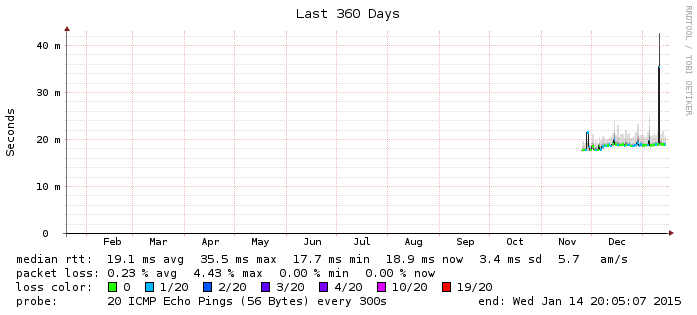 Last 360 Days
RRDTOOL / TOBI OETIKER
Seconds
40 m
30 m
20 m
10 m
0
Feb Mar Apr May Jun Jul Aug Sep Oct Nov Dec
median rtt: 19.1 ms avg 35.5 ms max 17.7 ms min 18.9 ms now 3.4 ms sd 5.7 am/s
packet loss: 0.23 % avg 4.43 % max 0.00 % min 0.00 % now
loss color: 0 1/20 2/20 3/20 4/20 10/20 19/20
probe: 20 ICMP Echo Pings (56 Bytes) every 300s end: Wed Jan 14 20:05:07 2015